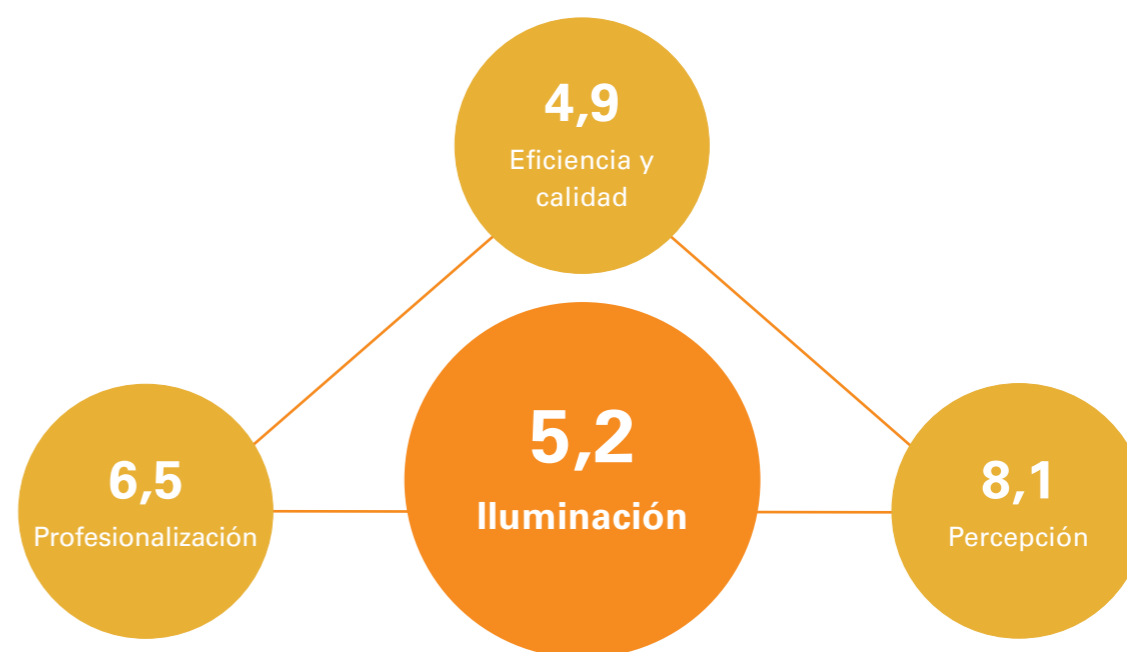 4,9
Eficiencia y
calidad
5,2
Iluminación
6,5
Profesionalización
8,1
Percepción